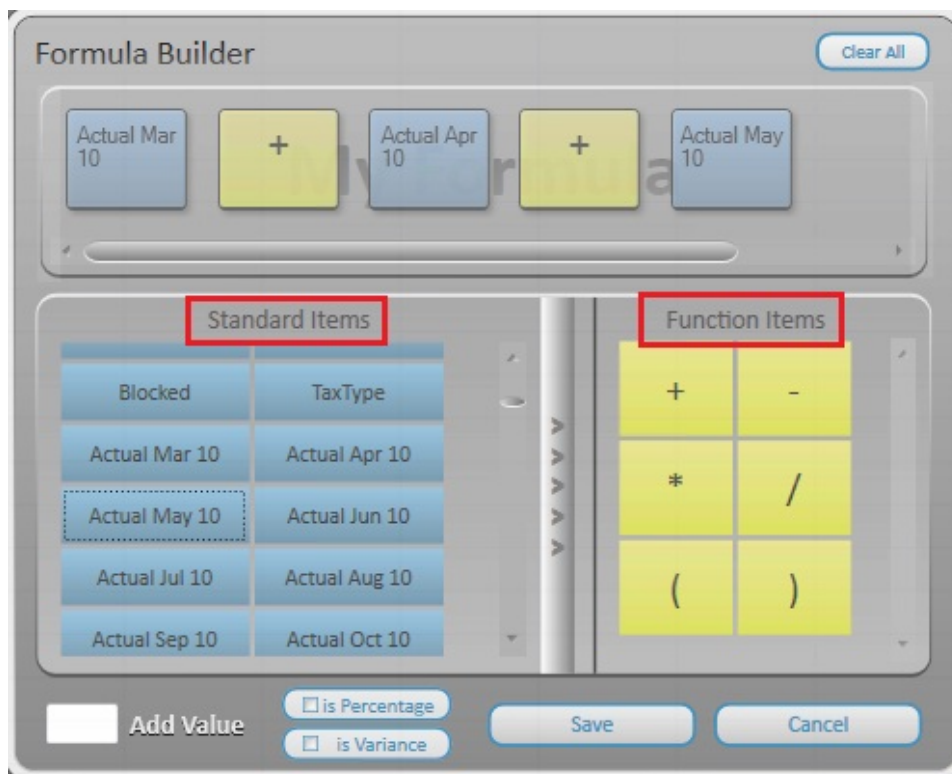 Formula Builder
Clear All
My Formula
Actual Mar
10
+
Actual Apr
10
+
Actual May
10
Standard Items
Function Items
Blocked TaxType
Actual Mar 10 Actual Apr 10
Actual May 10 Actual Jun 10
Actual Jul 10 Actual Aug 10
Actual Sep 10 Actual Oct 10
> > > > >
+ -
* /
( )
Add Value
is Percentage
is Variance
Save
Cancel